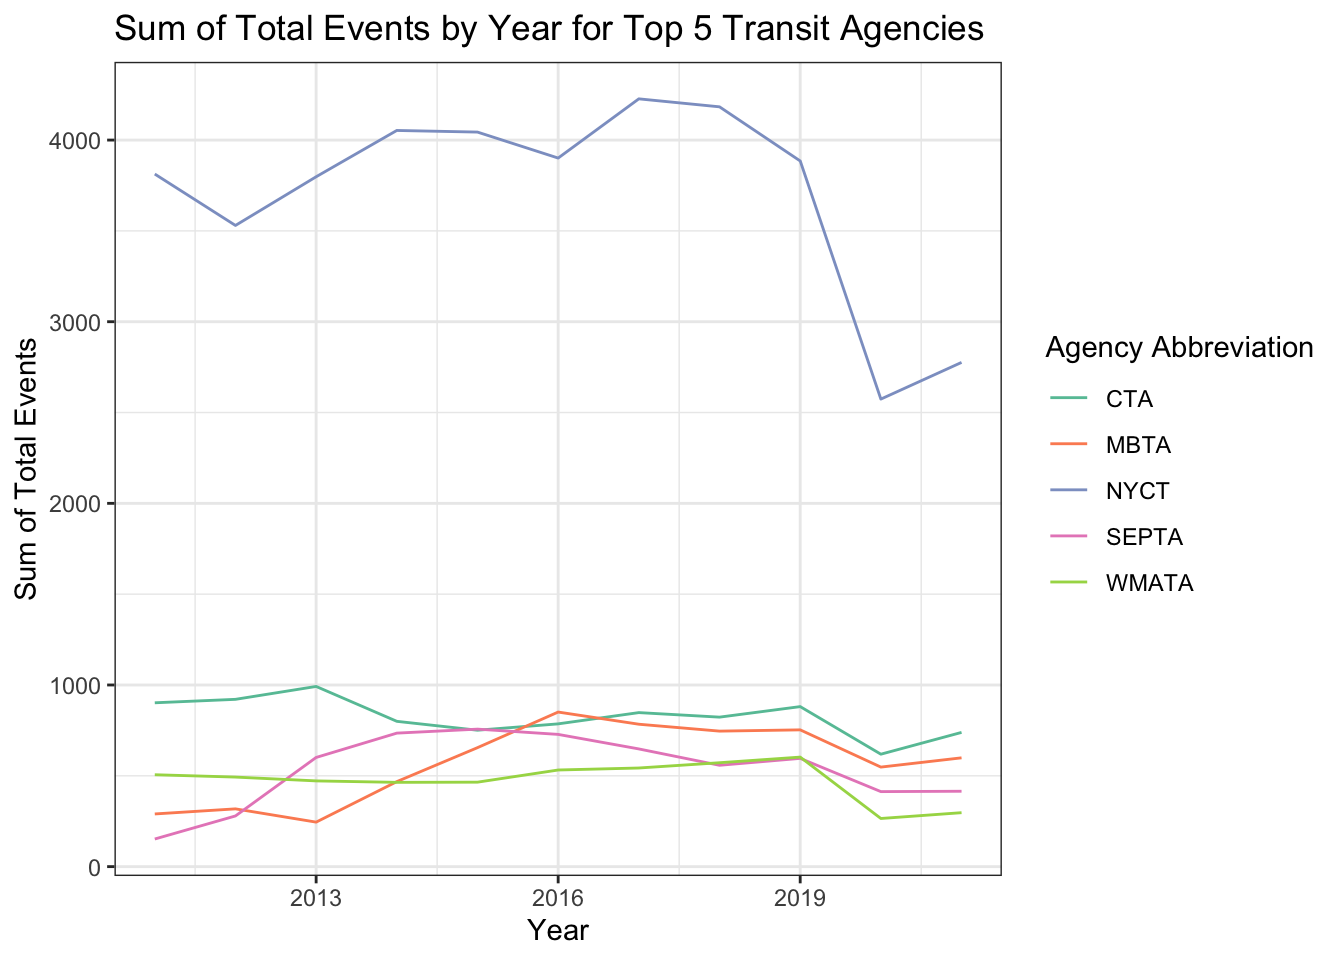 Sum of Total Events by Year for Top 5 Transit Agencies
Sum of Total Events
4000
3000
2000
1000
0
2013
2016
2019
Year
Agency Abbreviation
CTA
MBTA
NYCT
SEPTA
WMATA